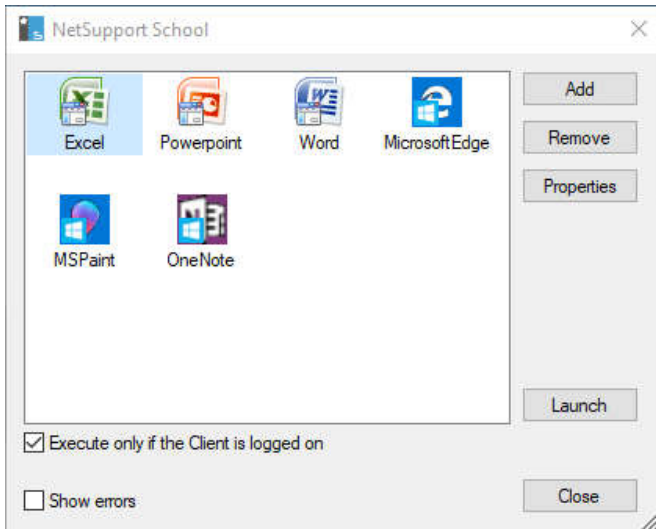 NetSupport School
Excel
Powerpoint
Word
MicrosoftEdge
MSPaint
OneNote
Add
Remove
Properties
Launch
Execute only if the Client is logged on
Show errors
Close